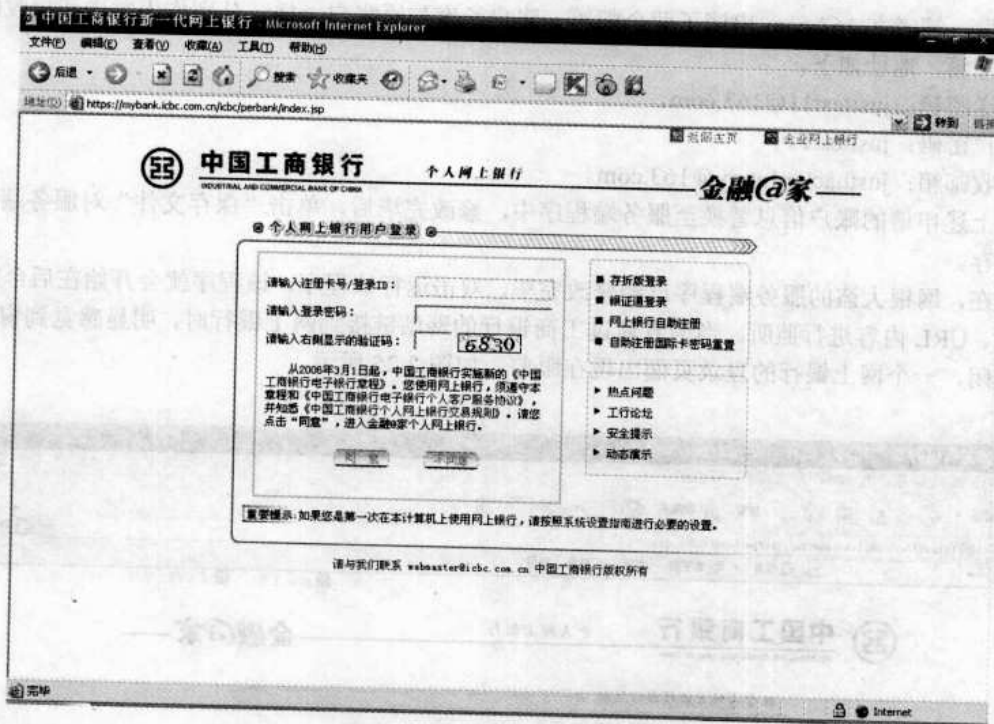 中国工商银行新一代网上银行 - Microsoft Internet Explorer
文件(F) 编辑(E) 查看(V) 收藏(A) 工具(T) 帮助(H)
后退 搜索 收藏夹
地址(D) https://mybank.icbc.com.cn/icbc/perbank/index.jsp 转到 链接
返回主页 企业网上银行
中国工商银行 个人网上银行 金融@家
INDUSTRIAL AND COMMERCIAL BANK OF CHINA
个人网上银行用户登录
请输入注册卡号/登录ID:
请输入登录密码:
请输入右侧显示的验证码: 6830
从2006年3月1日起,中国工商银行实施新的《中国
工商银行电子银行章程》。您使用网上银行,须遵守本
章程和《中国工商银行电子银行个人客户服务协议》,
并知悉《中国工商银行个人网上银行交易规则》。请您
点击“同意”,进入金融@家个人网上银行。
同意 不同意
存折版登录
银证通登录
网上银行自助注册
自助注册国际卡密码重置
热点问题
工行论坛
安全提示
动态演示
重要提示:如果您是第一次在本计算机上使用网上银行,请按照系统设置指南进行必要的设置。
请与我们联系 webmaster@icbc.com.cn 中国工商银行版权所有
完毕 Internet